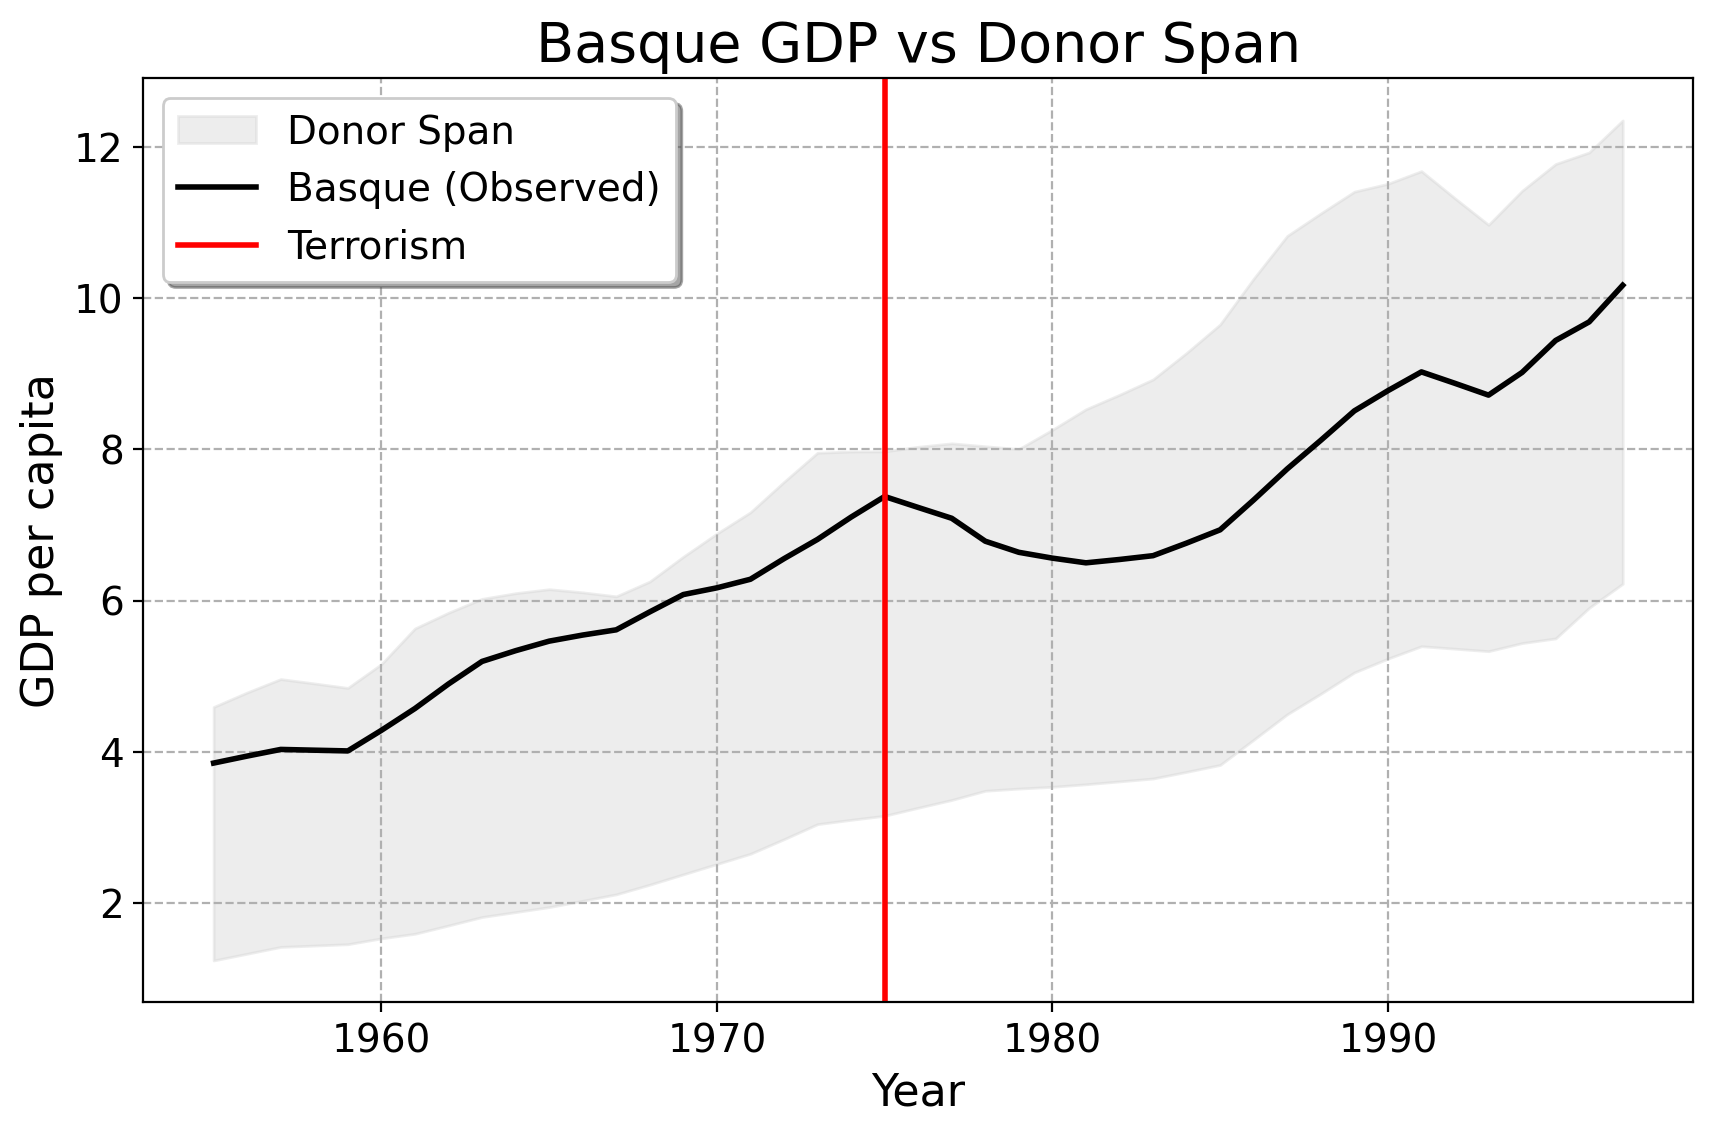 Basque GDP vs Donor Span
Donor Span
Basque (Observed)
Terrorism
GDP per capita
12
10
8
6
4
2
1960
1970
1980
1990
Year